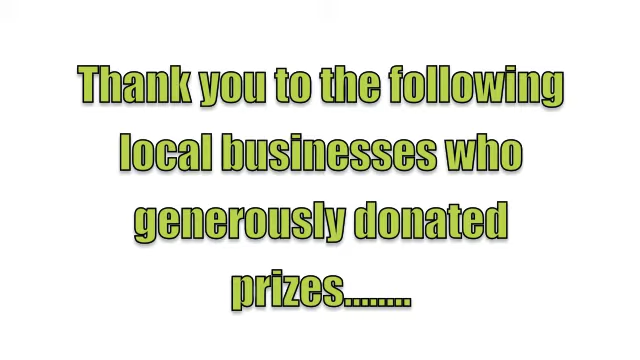 Thank you to the following
local businesses who
generously donated
prizes........